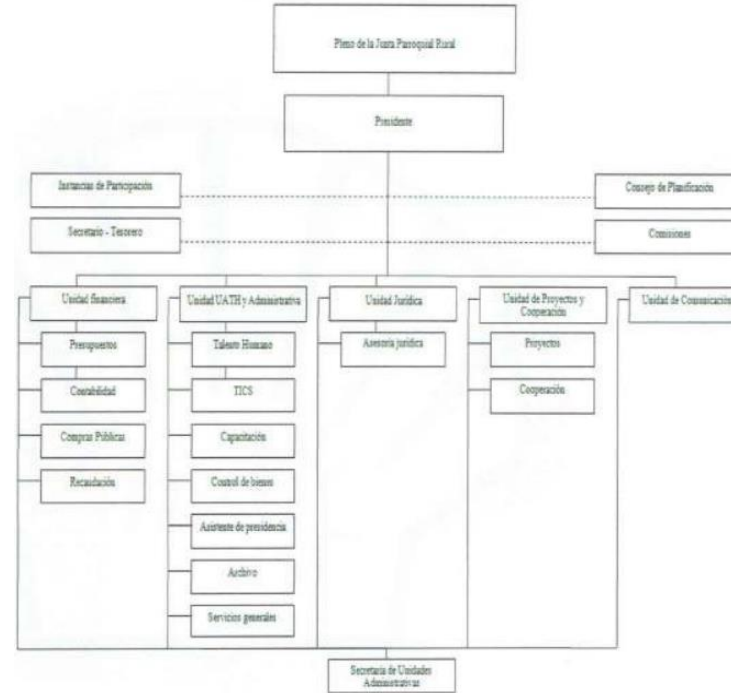 Pleno de la Junta Parroquial Rural
Presidente
Instancias de Participación
Consejo de Planificación
Secretario - Tesorero
Comisiones
Unidad financiera
Unidad UATH y Administrativa
Unidad Jurídica
Unidad de Proyectos y
Cooperación
Unidad de Comunicación
Presupuestos
Talento Humano
Asesoría jurídica
Proyectos
Contabilidad
TICS
Cooperación
Compras Públicas
Capacitación
Recaudación
Control de bienes
Asistente de presidencia
Archivo
Servicios generales
Secretaría de Unidades
Administrativas